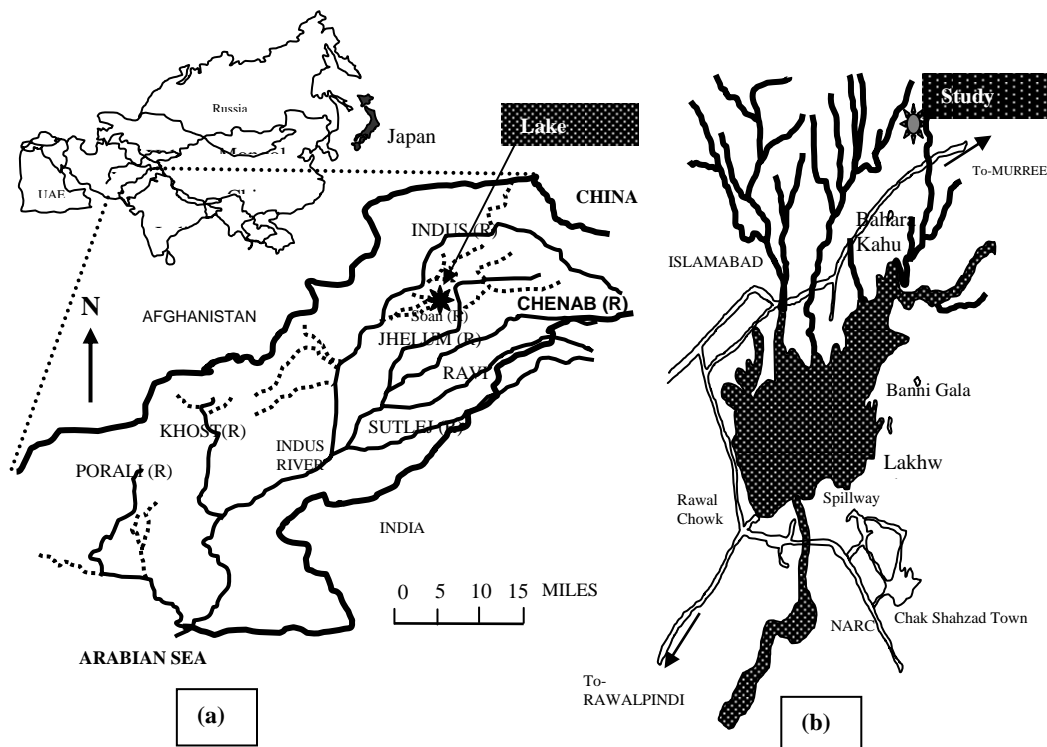 Russia
Japan
UAE
Lake
CHINA
INDUS (R)
N
AFGHANISTAN
CHENAB (R)
Soan (R)
JHELUM (R)
RAVI
KHOST(R)
SUTLEJ (R)
INDUS
RIVER
PORALI (R)
INDIA
0 5 10 15 MILES
ARABIAN SEA
(a)
Study
To-MURREE
Bahara
Kahu
ISLAMABAD
Banni Gala
Lakhw
Rawal
Chowk
Spillway
Chak Shahzad Town
NARC
To-
RAWALPINDI
(b)